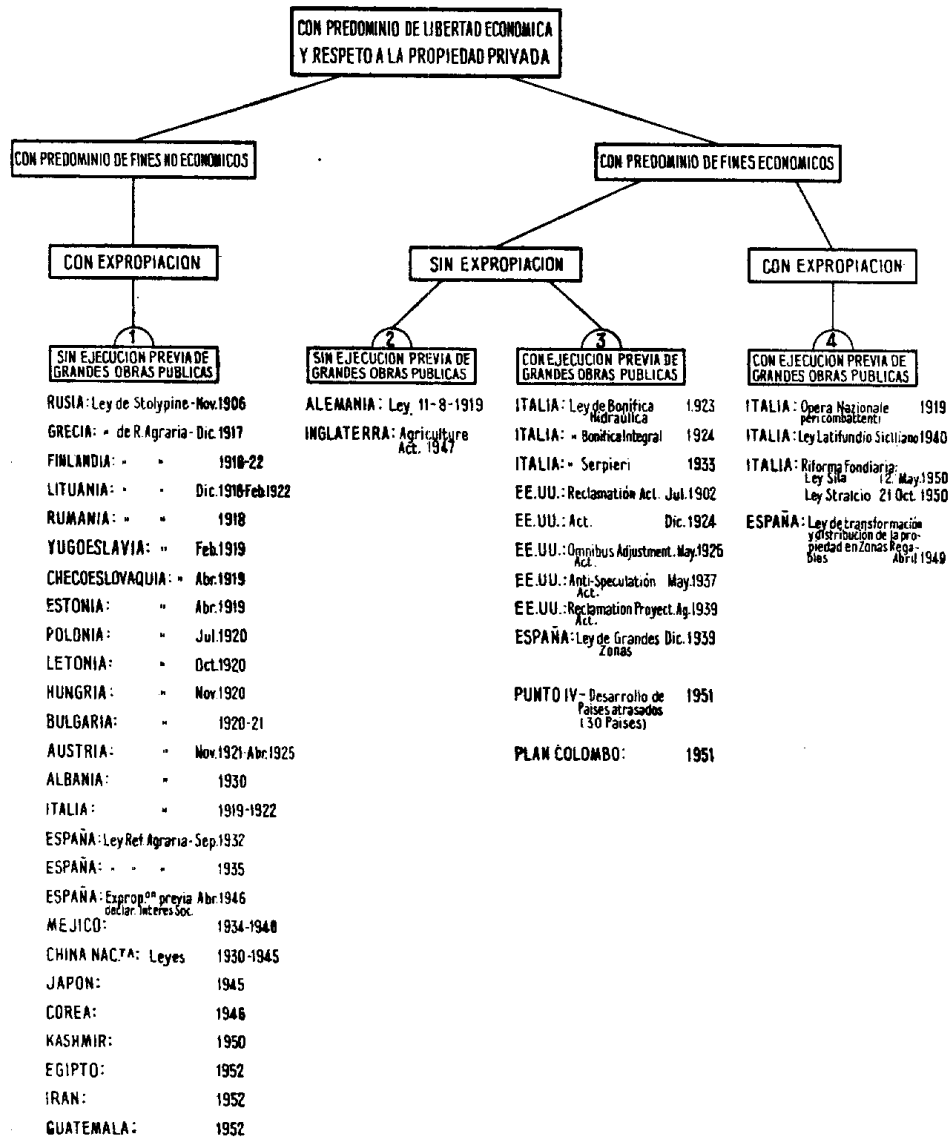 CON PREDOMINIO DE LIBERTAD ECONOMICA
Y RESPETO A LA PROPIEDAD PRIVADA
CON PREDOMINIO DE FINES NO ECONOMICOS
CON PREDOMINIO DE FINES ECONOMICOS
CON EXPROPIACION
SIN EXPROPIACION
CON EXPROPIACION
1
SIN EJECUCION PREVIA DE
GRANDES OBRAS PUBLICAS
RUSIA: Ley de Stolypine - Nov. 1906
GRECIA: " de R. Agraria - Dic. 1917
FINLANDIA: " " 1918-22
LITUANIA: " " Dic. 1918-Feb. 1922
RUMANIA: " " 1918
YUGOESLAVIA: " Feb. 1919
CHECOESLOVAQUIA: " Abr. 1919
ESTONIA: " Abr. 1919
POLONIA: " Jul. 1920
LETONIA: " Oct. 1920
HUNGRIA: " Nov. 1920
BULGARIA: " 1920-21
AUSTRIA: " Nov. 1921-Abr. 1925
ALBANIA: " 1930
ITALIA: " 1919-1922
ESPAÑA: Ley Ref. Agraria - Sep. 1932
ESPAÑA: " " " 1935
ESPAÑA: Exprop.ᵒⁿ previa Abr. 1946
declar. Interes Soc.
MEJICO: 1934-1940
CHINA NAC.TA: Leyes 1930-1945
JAPON: 1945
COREA: 1946
KASHMIR: 1950
EGIPTO: 1952
IRAN: 1952
GUATEMALA: 1952
2
SIN EJECUCION PREVIA DE
GRANDES OBRAS PUBLICAS
ALEMANIA: Ley 11-8-1919
INGLATERRA: Agriculture
Act. 1947
3
CON EJECUCION PREVIA DE
GRANDES OBRAS PUBLICAS
ITALIA: Ley de Bonifica 1.923
Hidraulica
ITALIA: " Bonifica Integral 1924
ITALIA: " Serpieri 1933
EE.UU.: Reclamation Act. Jul. 1902
EE.UU.: Act. Dic. 1924
EE.UU.: Omnibus Adjustment. May. 1926
Act.
EE.UU.: Anti-Speculation May. 1937
Act.
EE.UU.: Reclamation Proyect. Ag. 1939
Act.
ESPAÑA: Ley de Grandes Dic. 1939
Zonas
PUNTO IV - Desarrollo de 1951
Paises atrasados
(30 Paises)
PLAN COLOMBO: 1951
4
CON EJECUCION PREVIA DE
GRANDES OBRAS PUBLICAS
ITALIA: Opera Nazionale 1919
per i combattenti
ITALIA: Ley Latifundio Siciliano 1940
ITALIA: Riforma Fondiaria:
Ley Sila 12. May. 1950
Ley Stralcio 21 Oct. 1950
ESPAÑA: Ley de transformación
y distribución de la pro-
piedad en Zonas Rega-
bles Abril 1949